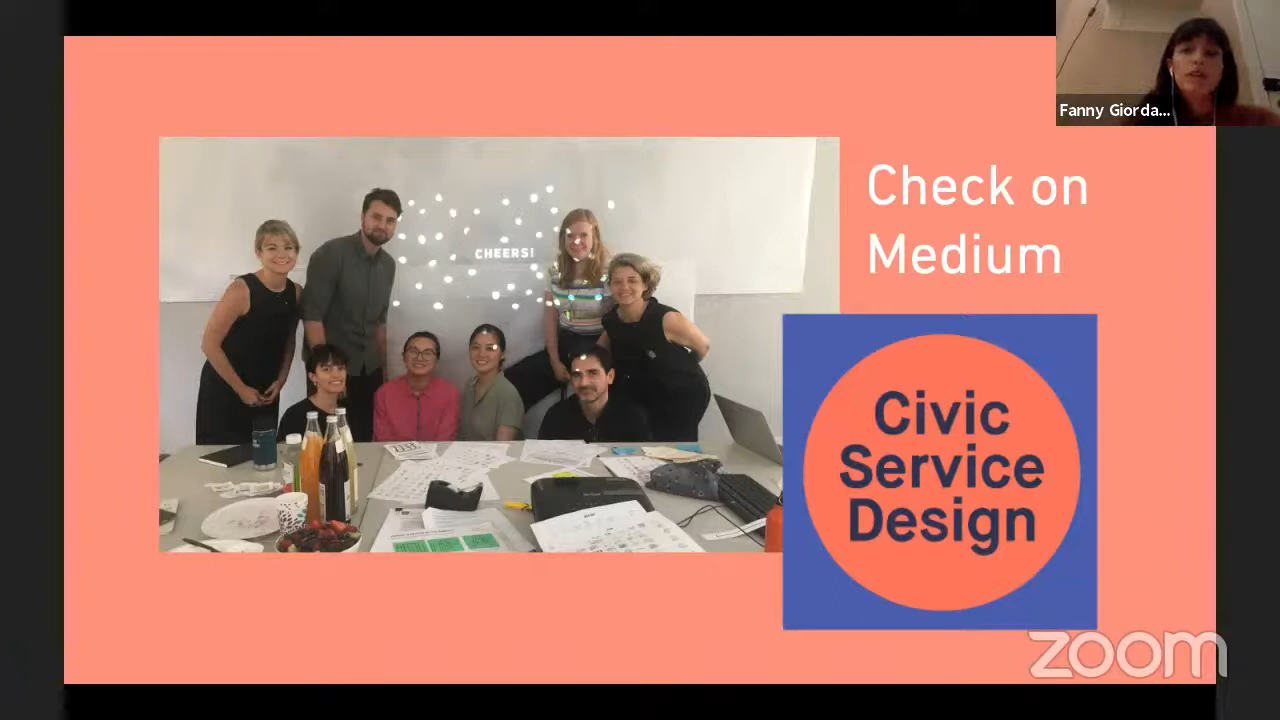 Fanny Giorda...
Check on
Medium
CHEERS!
Civic
Service
Design
zoom